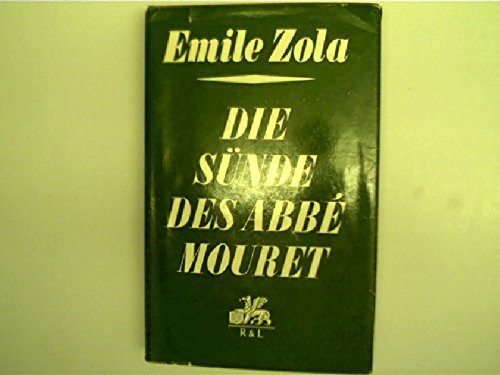 Emile Zola
DIE
SÜNDE
DES ABBÉ
MOURET
R & L